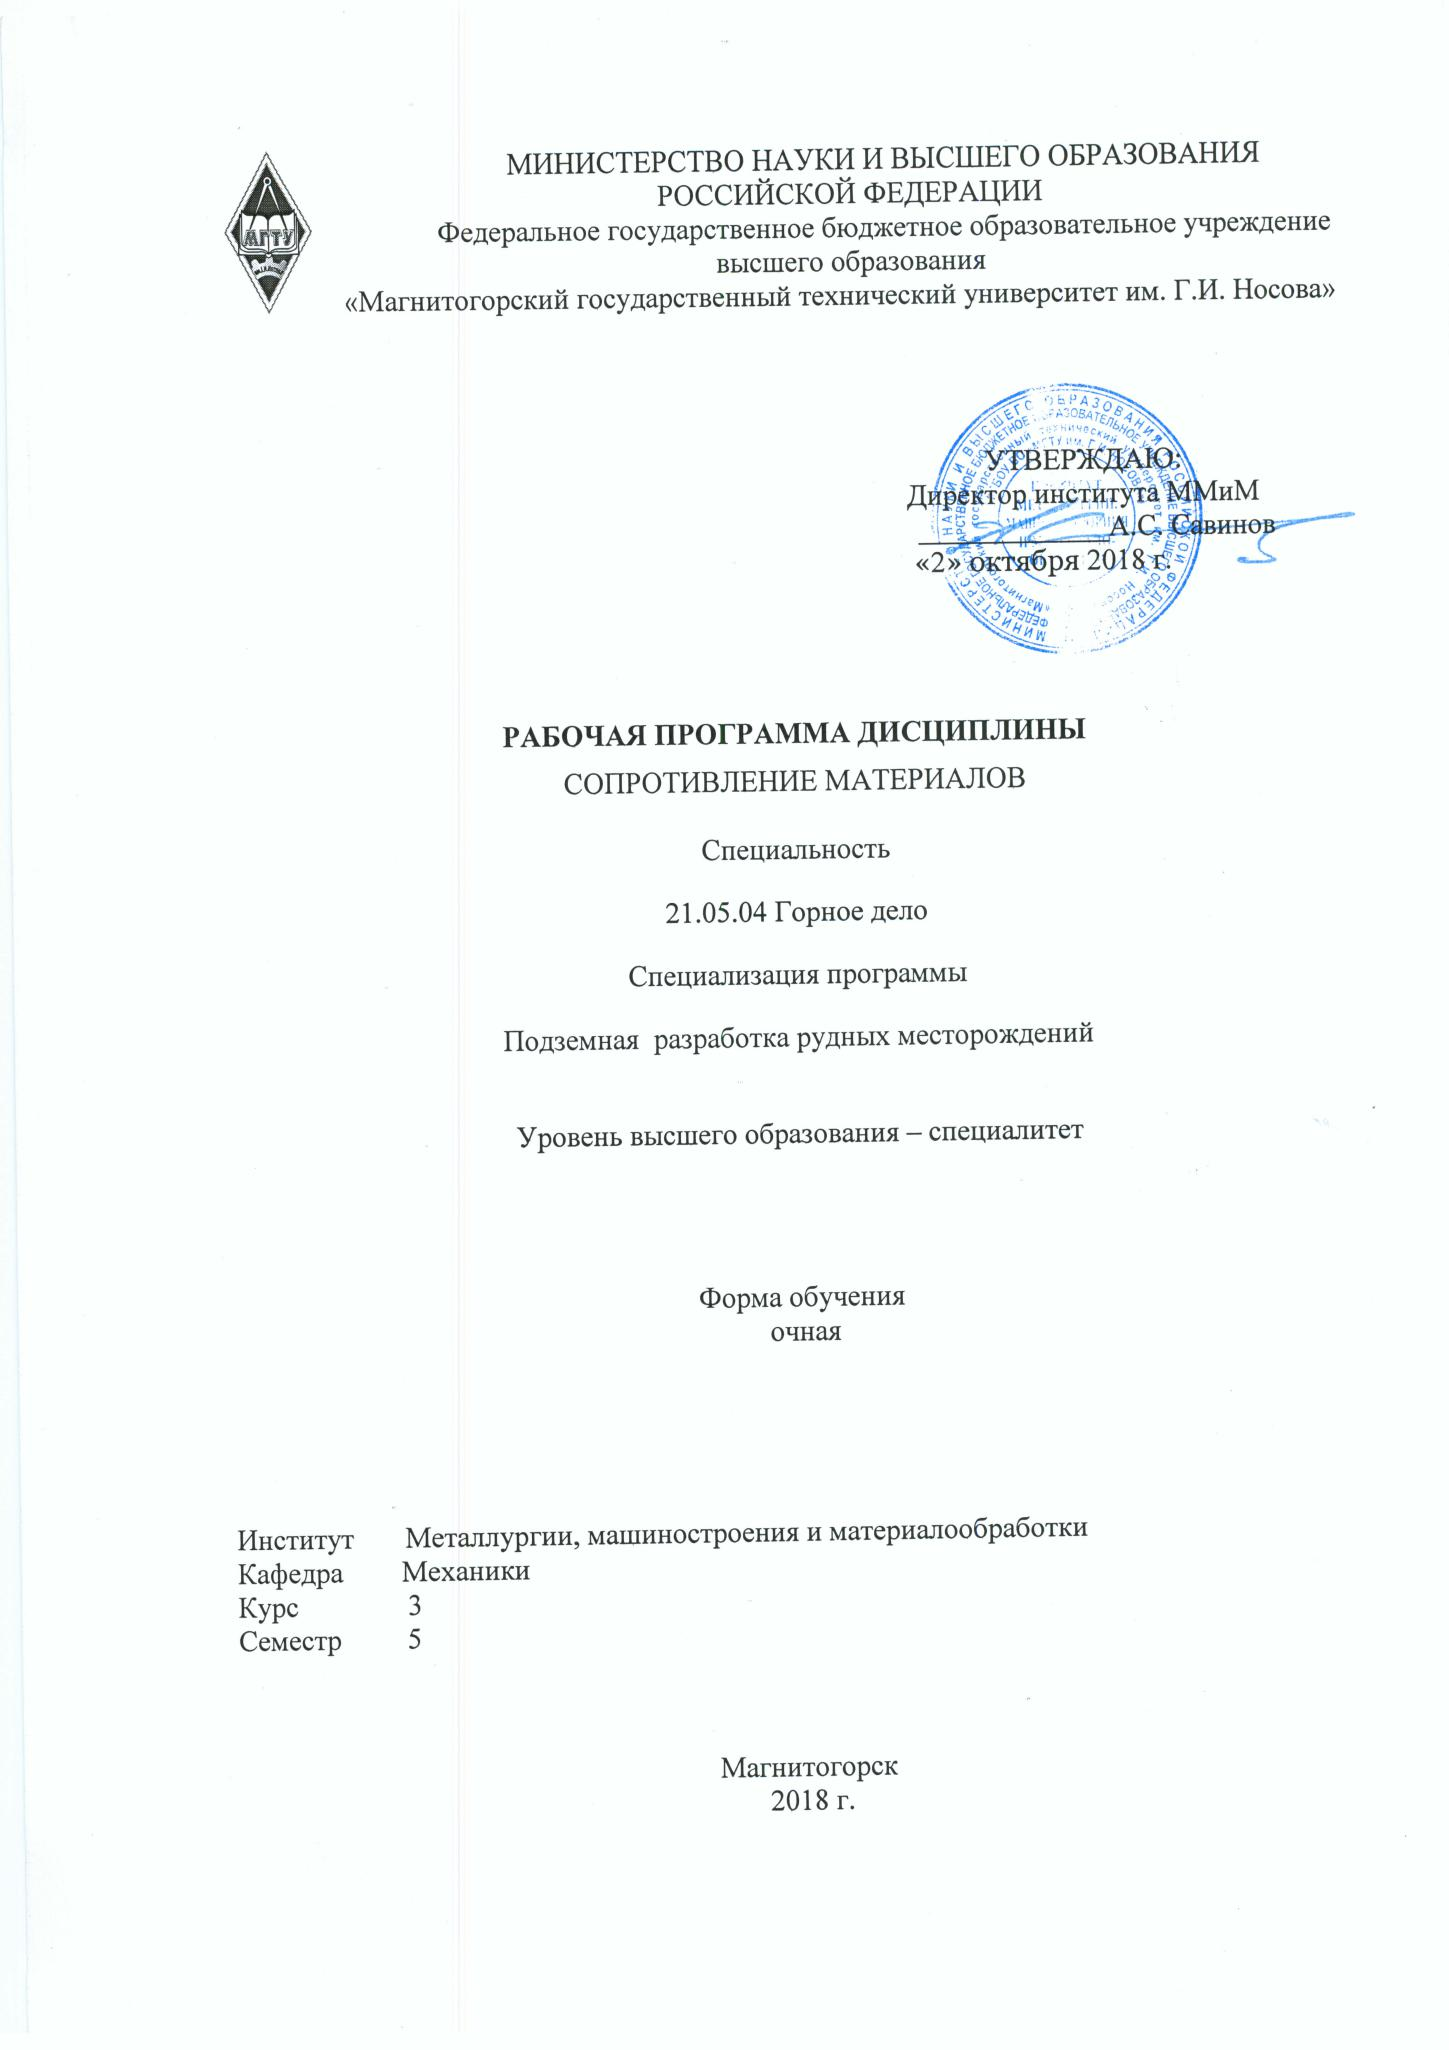 МИНИСТЕРСТВО НАУКИ И ВЫСШЕГО ОБРАЗОВАНИЯ
РОССИЙСКОЙ ФЕДЕРАЦИИ
Федеральное государственное бюджетное образовательное учреждение
высшего образования
«Магнитогорский государственный технический университет им. Г.И. Носова»
МГТУ
УТВЕРЖДАЮ:
Директор института ММиМ
А.С. Савинов
«2» октября 2018 г.
РАБОЧАЯ ПРОГРАММА ДИСЦИПЛИНЫ
СОПРОТИВЛЕНИЕ МАТЕРИАЛОВ
Специальность
21.05.04 Горное дело
Специализация программы
Подземная разработка рудных месторождений
Уровень высшего образования – специалитет
Форма обучения
очная
Институт Металлургии, машиностроения и материалообработки
Кафедра Механики
Курс 3
Семестр 5
Магнитогорск
2018 г.